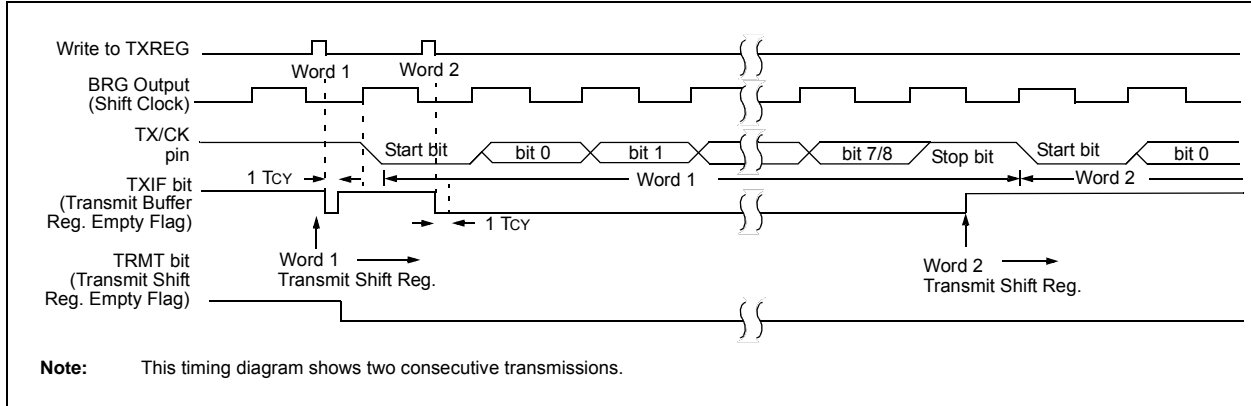 Write to TXREG
Word 1
Word 2
BRG Output
(Shift Clock)
TX/CK
pin
Start bit
bit 0
bit 1
bit 7/8
Stop bit
Start bit
bit 0
1 TCY
Word 1
Word 2
TXIF bit
(Transmit Buffer
Reg. Empty Flag)
1 TCY
Word 1
Transmit Shift Reg.
Word 2
Transmit Shift Reg.
TRMT bit
(Transmit Shift
Reg. Empty Flag)
Note: This timing diagram shows two consecutive transmissions.